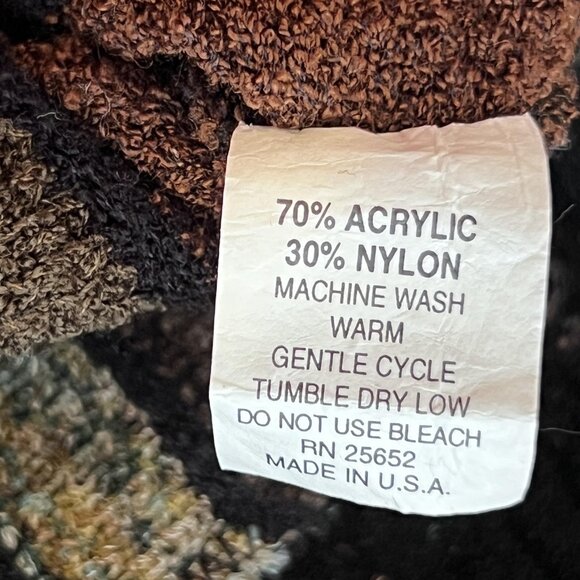 70% ACRYLIC
30% NYLON
MACHINE WASH
WARM
GENTLE CYCLE
TUMBLE DRY LOW
DO NOT USE BLEACH
RN 25652
MADE IN U.S.A.